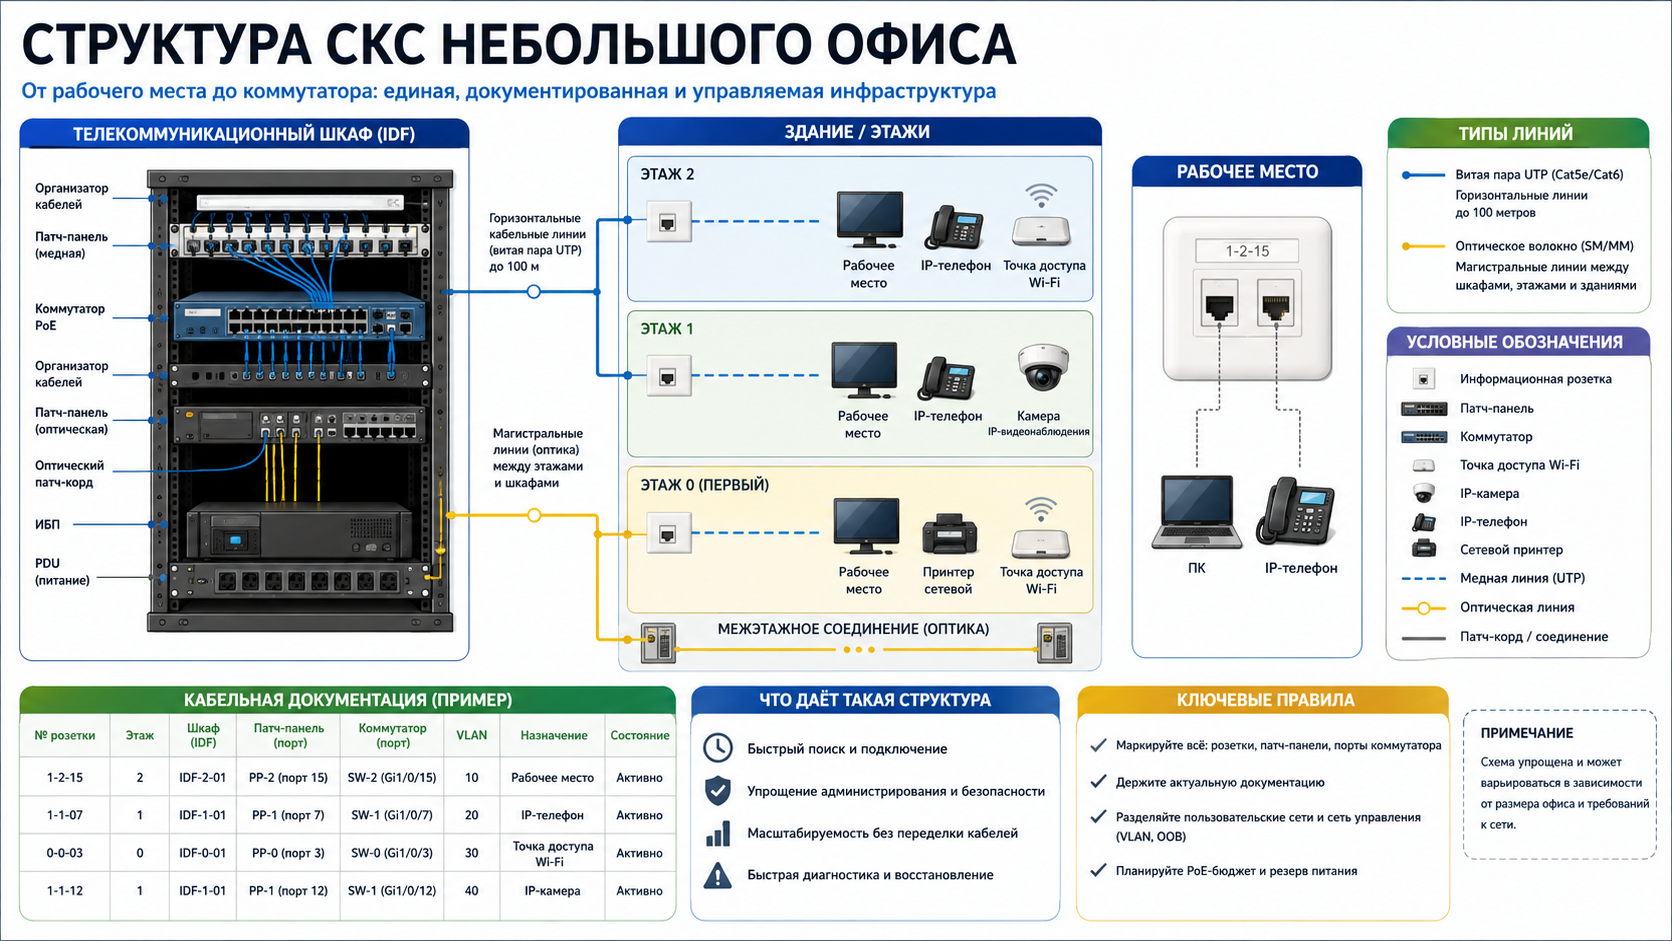 СТРУКТУРА СКС НЕБОЛЬШОГО ОФИСА
От рабочего места до коммутатора: единая, документированная и управляемая инфраструктура
ТЕЛЕКОММУНИКАЦИОННЫЙ ШКАФ (IDF)
Организатор
кабелей
Патч-панель
(медная)
Коммутатор
PoE
Организатор
кабелей
Патч-панель
(оптическая)
Оптический
патч-корд
ИБП
PDU
(питание)
Горизонтальные
кабельные линии
(витая пара UTP)
до 100 м
Магистральные
линии (оптика)
между этажами
и шкафами
ЗДАНИЕ / ЭТАЖИ
ЭТАЖ 2
Рабочее
место
IP-телефон
Точка доступа
Wi-Fi
ЭТАЖ 1
Рабочее
место
IP-телефон
Камера
IP-видеонаблюдения
ЭТАЖ 0 (ПЕРВЫЙ)
Рабочее
место
Принтер
сетевой
Точка доступа
Wi-Fi
МЕЖЭТАЖНОЕ СОЕДИНЕНИЕ (ОПТИКА)
РАБОЧЕЕ МЕСТО
1-2-15
ПК
IP-телефон
ТИПЫ ЛИНИЙ
Витая пара UTP (Cat5e/Cat6)
Горизонтальные линии
до 100 метров
Оптическое волокно (SM/MM)
Магистральные линии между
шкафами, этажами и зданиями
УСЛОВНЫЕ ОБОЗНАЧЕНИЯ
Информационная розетка
Патч-панель
Коммутатор
Точка доступа Wi-Fi
IP-камера
IP-телефон
Сетевой принтер
Медная линия (UTP)
Оптическая линия
Патч-корд / соединение
КАБЕЛЬНАЯ ДОКУМЕНТАЦИЯ (ПРИМЕР)
№ розетки Этаж Шкаф (IDF) Патч-панель (порт) Коммутатор (порт) VLAN Назначение Состояние
1-2-15 2 IDF-2-01 PP-2 (порт 15) SW-2 (Gi1/0/15) 10 Рабочее место Активно
1-1-07 1 IDF-1-01 PP-1 (порт 7) SW-1 (Gi1/0/7) 20 IP-телефон Активно
0-0-03 0 IDF-0-01 PP-0 (порт 3) SW-0 (Gi1/0/3) 30 Точка доступа Wi-Fi Активно
1-1-12 1 IDF-1-01 PP-1 (порт 12) SW-1 (Gi1/0/12) 40 IP-камера Активно
ЧТО ДАЁТ ТАКАЯ СТРУКТУРА
Быстрый поиск и подключение
Упрощение администрирования и безопасности
Масштабируемость без переделки кабелей
Быстрая диагностика и восстановление
КЛЮЧЕВЫЕ ПРАВИЛА
Маркируйте всё: розетки, патч-панели, порты коммутатора
Держите актуальную документацию
Разделяйте пользовательские сети и сеть управления
(VLAN, OOB)
Планируйте PoE-бюджет и резерв питания
ПРИМЕЧАНИЕ
Схема упрощена и может
варьироваться в зависимости
от размера офиса и требований
к сети.